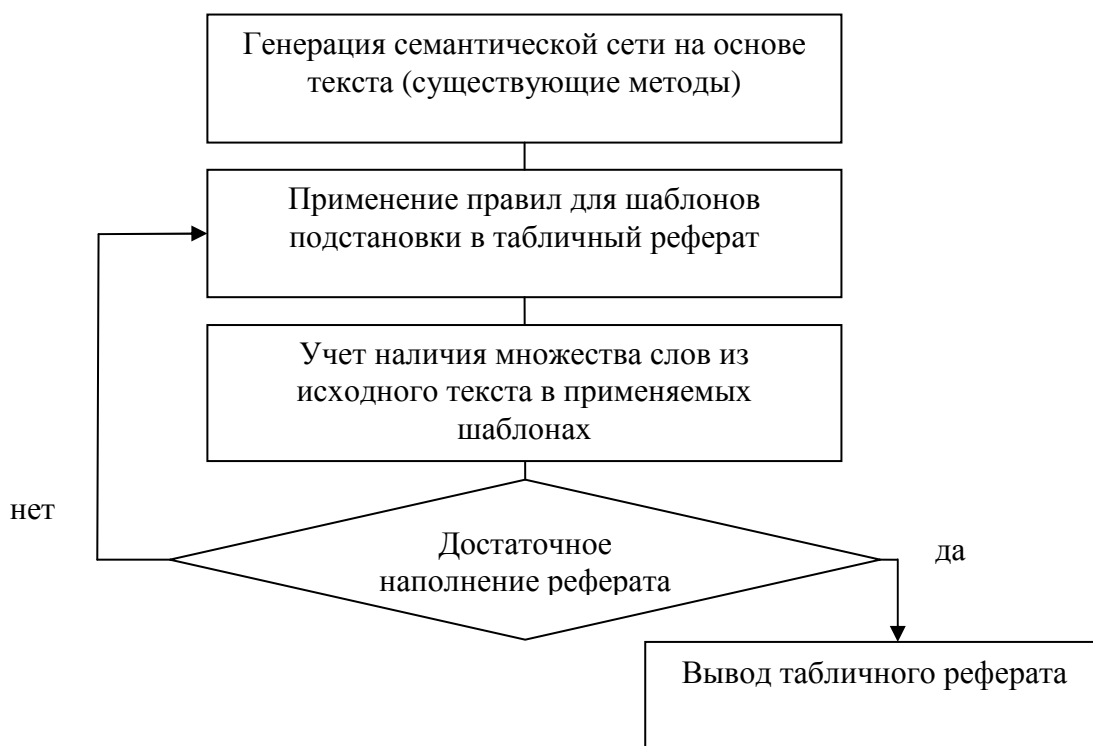 Генерация семантической сети на основе
текста (существующие методы)
Применение правил для шаблонов
подстановки в табличный реферат
Учет наличия множества слов из
исходного текста в применяемых
шаблонах
нет
Достаточное
наполнение реферата
да
Вывод табличного реферата